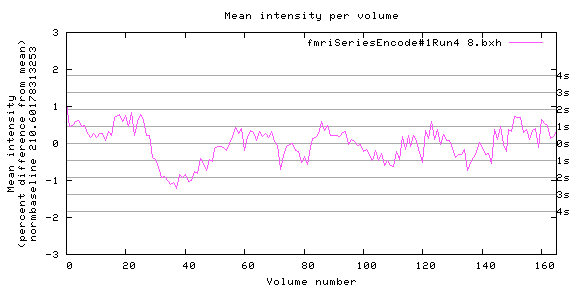 Mean intensity per volume
fmriSeriesEncode#1Run4 8.bxh
Mean intensity
(percent difference from mean)
normbaseline 210.60178313253
3
2
1
0
-1
-2
-3
4s
3s
2s
1s
0s
1s
2s
3s
4s
0 20 40 60 80 100 120 140 160
Volume number